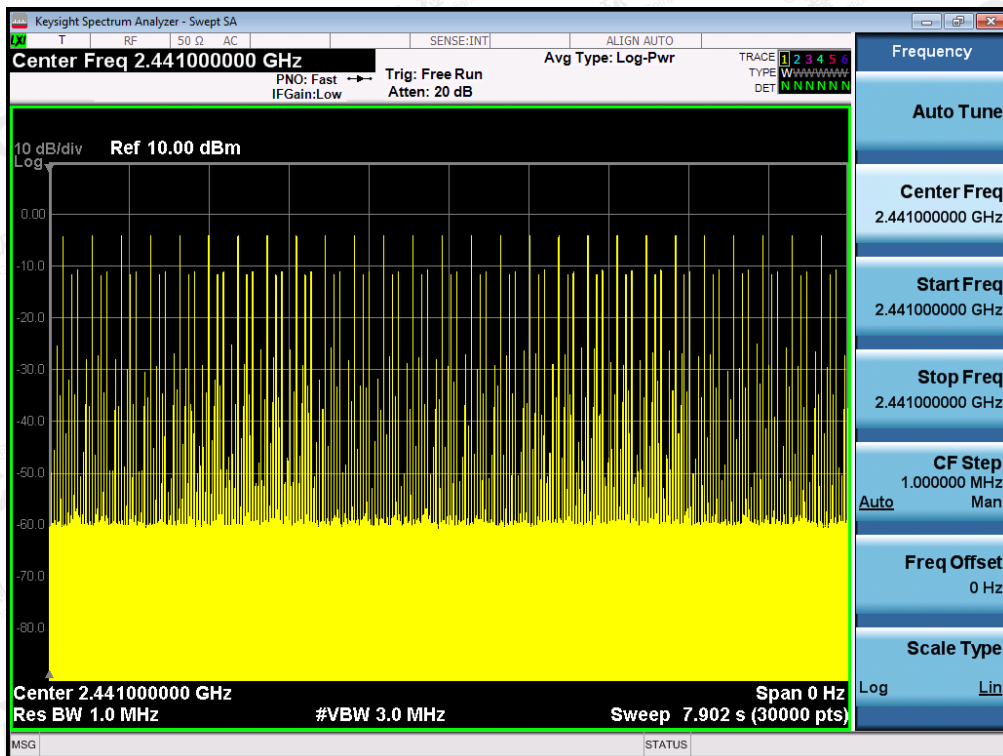 Keysight Spectrum Analyzer - Swept SA
LXI T RF 50 Ω AC SENSE:INT ALIGN AUTO
Center Freq 2.441000000 GHz
PNO: Fast
IFGain:Low
Trig: Free Run
Atten: 20 dB
Avg Type: Log-Pwr
TRACE 1 2 3 4 5 6
TYPE WWWWWW
DET N N N N N N
10 dB/div Ref 10.00 dBm
Log
0.00
-10.0
-20.0
-30.0
-40.0
-50.0
-60.0
-70.0
-80.0
Center 2.441000000 GHz Span 0 Hz
Res BW 1.0 MHz #VBW 3.0 MHz Sweep 7.902 s (30000 pts)
MSG STATUS
Frequency
Auto Tune
Center Freq
2.441000000 GHz
Start Freq
2.441000000 GHz
Stop Freq
2.441000000 GHz
CF Step
1.000000 MHz
Auto Man
Freq Offset
0 Hz
Scale Type
Log Lin